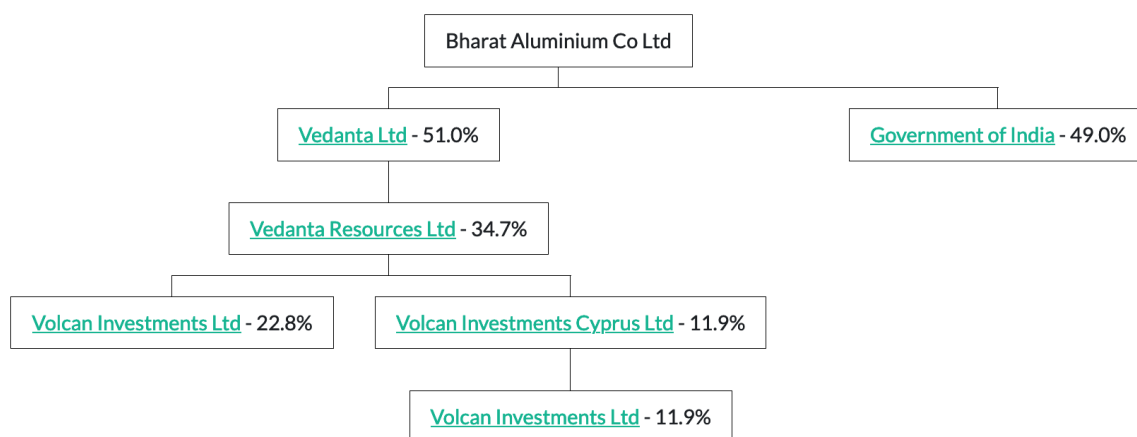 Bharat Aluminium Co Ltd
Vedanta Ltd - 51.0%
Government of India - 49.0%
Vedanta Resources Ltd - 34.7%
Volcan Investments Ltd - 22.8%
Volcan Investments Cyprus Ltd - 11.9%
Volcan Investments Ltd - 11.9%